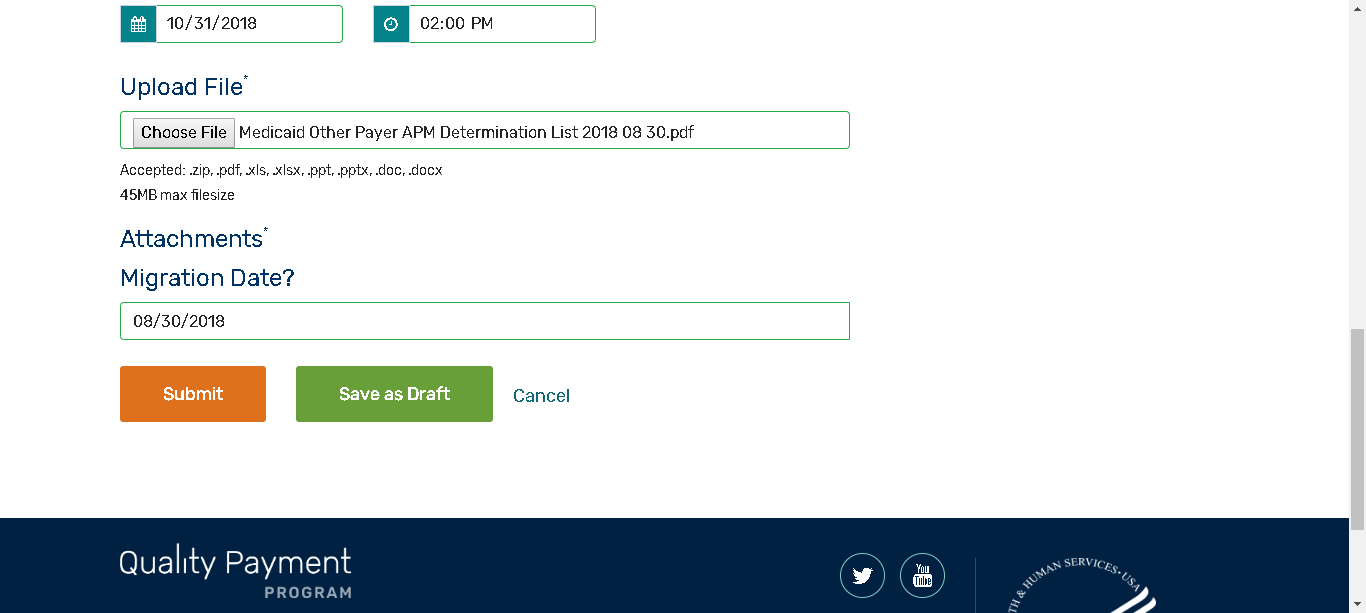 10/31/2018 02:00 PM
Upload File*
Choose File Medicaid Other Payer APM Determination List 2018 08 30.pdf
Accepted: .zip, .pdf, .xls, .xlsx, .ppt, .pptx, .doc, .docx
45MB max filesize
Attachments*
Migration Date?
08/30/2018
Submit Save as Draft Cancel
Quality Payment
PROGRAM
You
Tube
TH & HUMAN SERVICES · USA